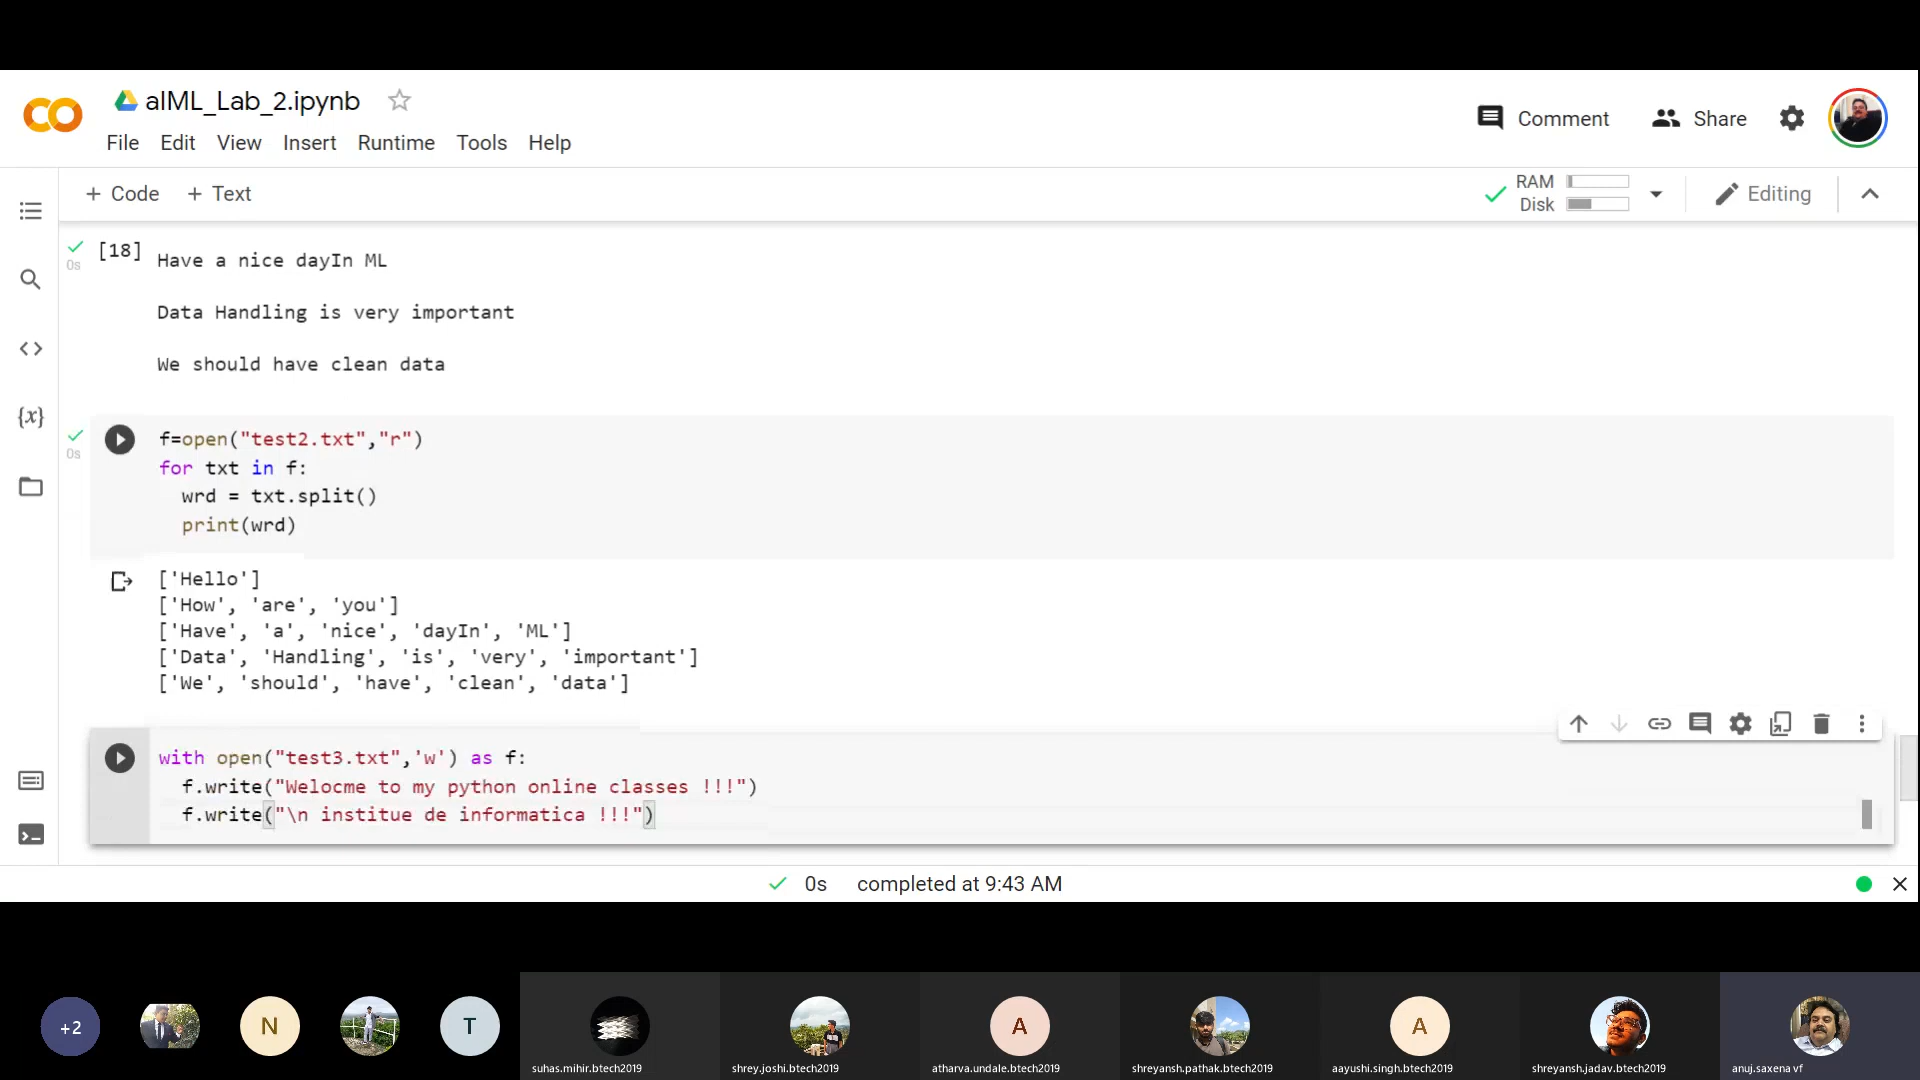 aIML_Lab_2.ipynb
File Edit View Insert Runtime Tools Help
Comment
Share
+ Code + Text
RAM
Disk
Editing
[18]
0s
Have a nice dayIn ML
Data Handling is very important
We should have clean data
0s
f=open("test2.txt","r")
for txt in f:
wrd = txt.split()
print(wrd)
['Hello']
['How', 'are', 'you']
['Have', 'a', 'nice', 'dayIn', 'ML']
['Data', 'Handling', 'is', 'very', 'important']
['We', 'should', 'have', 'clean', 'data']
with open("test3.txt",'w') as f:
f.write("Welocme to my python online classes !!!")
f.write("\n institue de informatica !!!")
0s completed at 9:43 AM
+2
N
T
A
A
suhas.mihir.btech2019
shrey.joshi.btech2019
atharva.undale.btech2019
shreyansh.pathak.btech2019
aayushi.singh.btech2019
shreyansh.jadav.btech2019
anuj.saxena vf